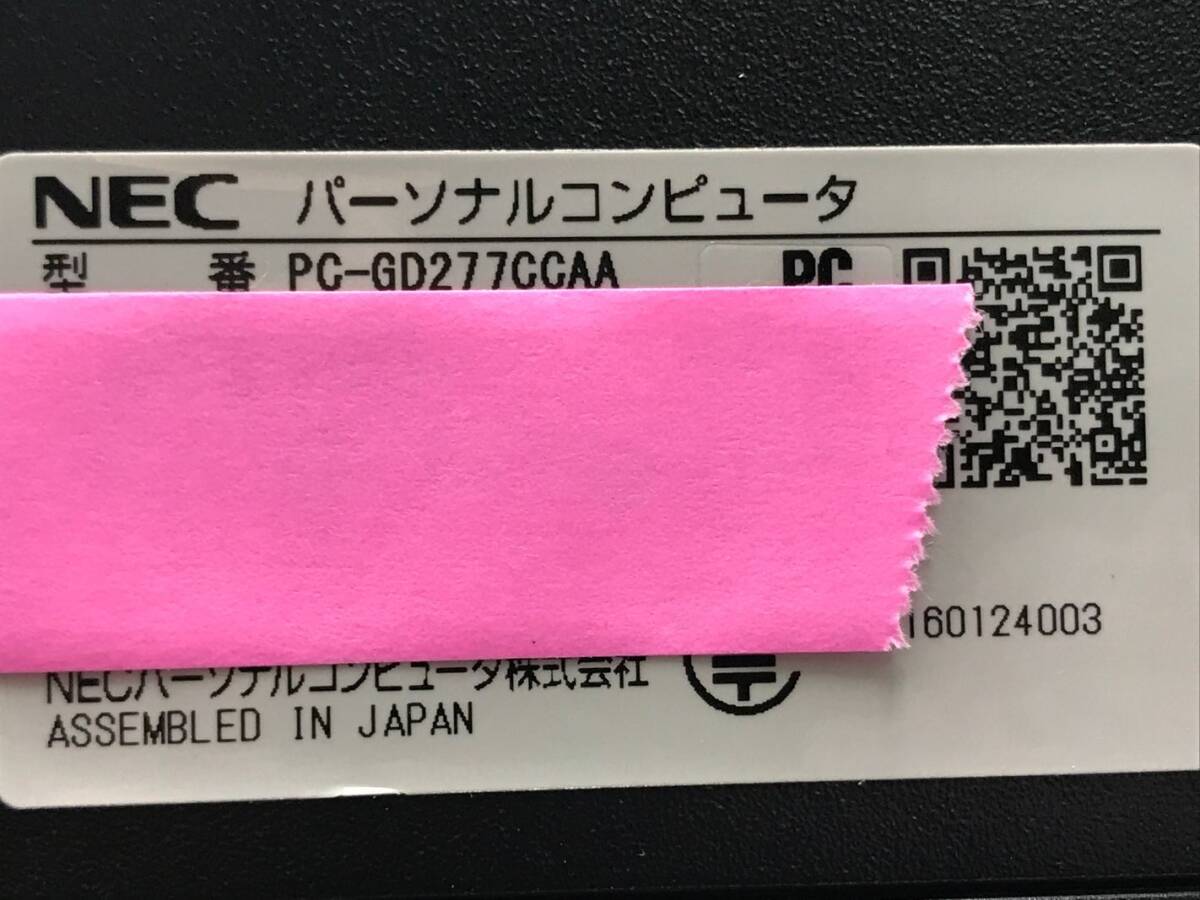 NEC パーソナルコンピュータ
型番 PC-GD277CCAA PC
160124003
NECパーソナルコンピュータ株式会社
ASSEMBLED IN JAPAN